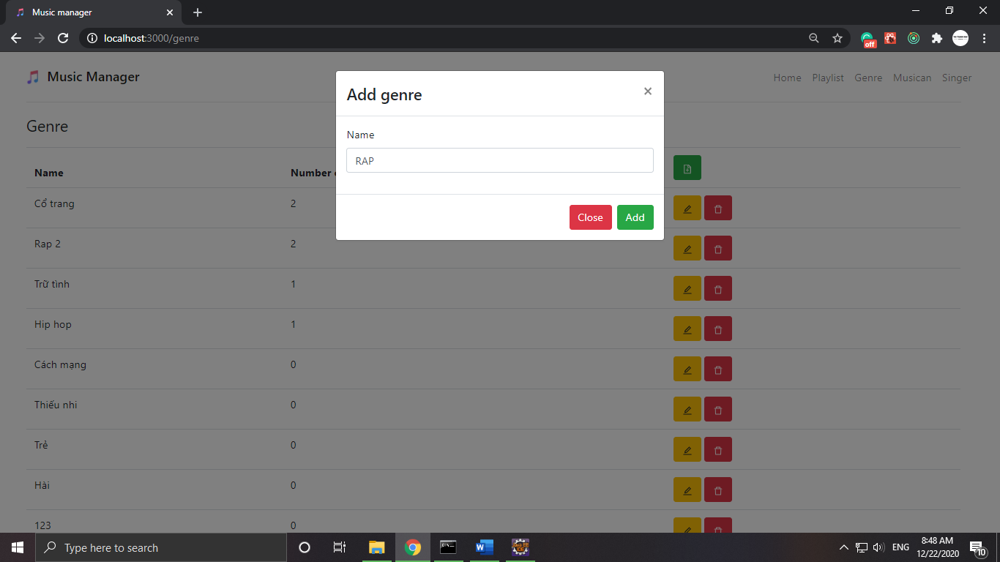 Music manager
localhost:3000/genre
off
Music Manager
Home Playlist Genre Musican Singer
Add genre
×
Genre
Name
RAP
Name Number
Close Add
Cổ trang 2
Rap 2 2
Trữ tình 1
Hip hop 1
Cách mạng 0
Thiếu nhi 0
Trẻ 0
Hài 0
123 0
Type here to search
ENG
8:48 AM
12/22/2020
10